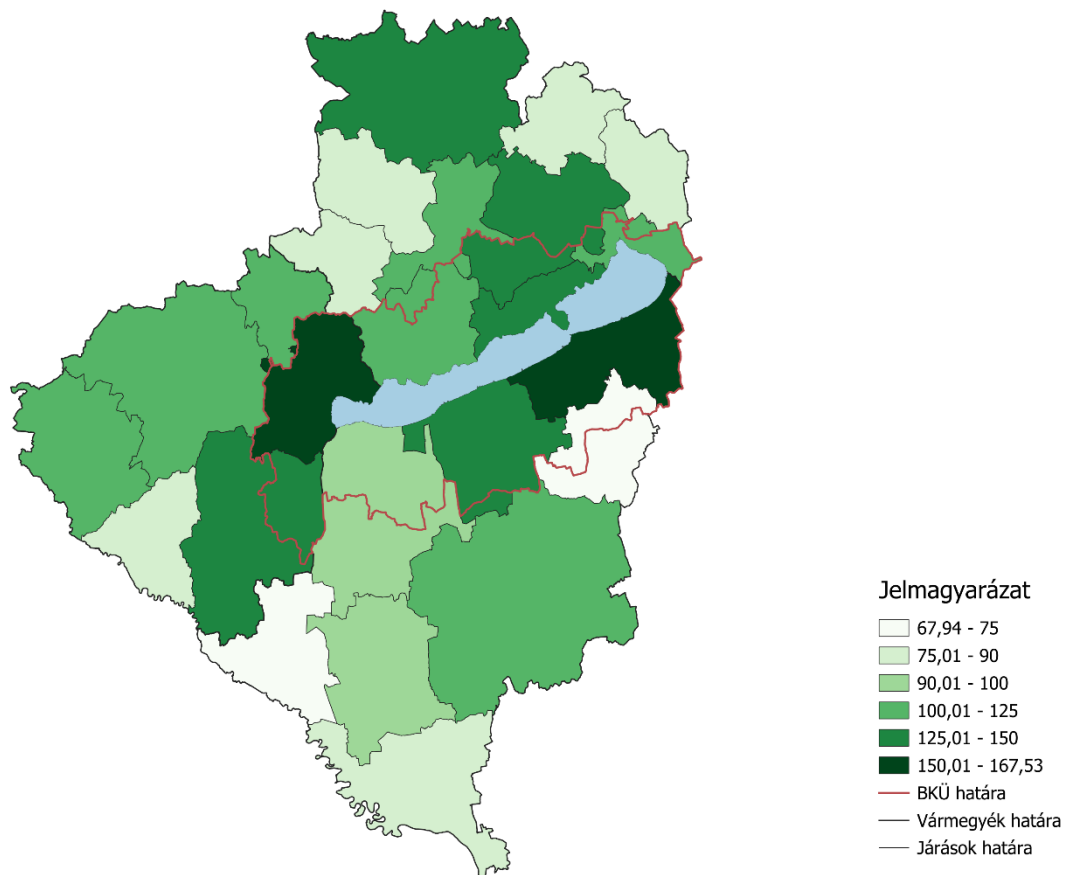 Jelmagyarázat
67,94 - 75
75,01 - 90
90,01 - 100
100,01 - 125
125,01 - 150
150,01 - 167,53
BKÜ határa
Vármegyék határa
Járások határa